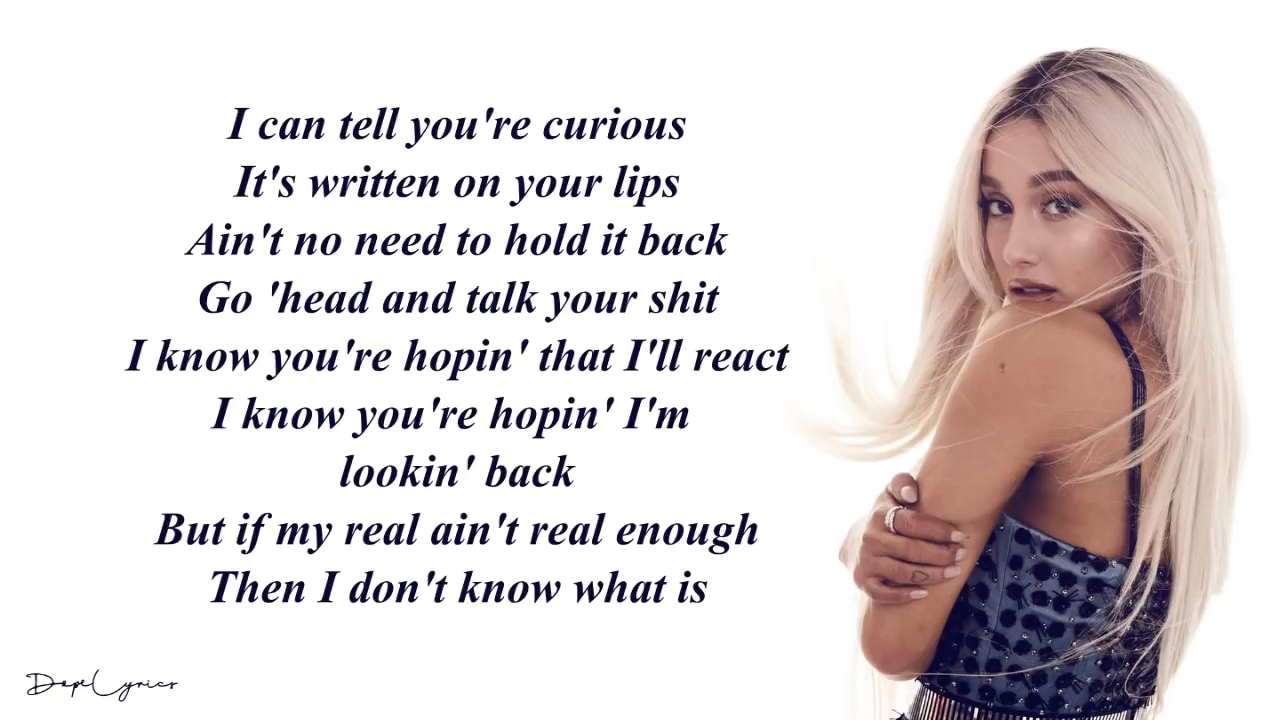 I can tell you're curious
It's written on your lips
Ain't no need to hold it back
Go 'head and talk your shit
I know you're hopin' that I'll react
I know you're hopin' I'm
lookin' back
But if my real ain't real enough
Then I don't know what is
DopeLyrics